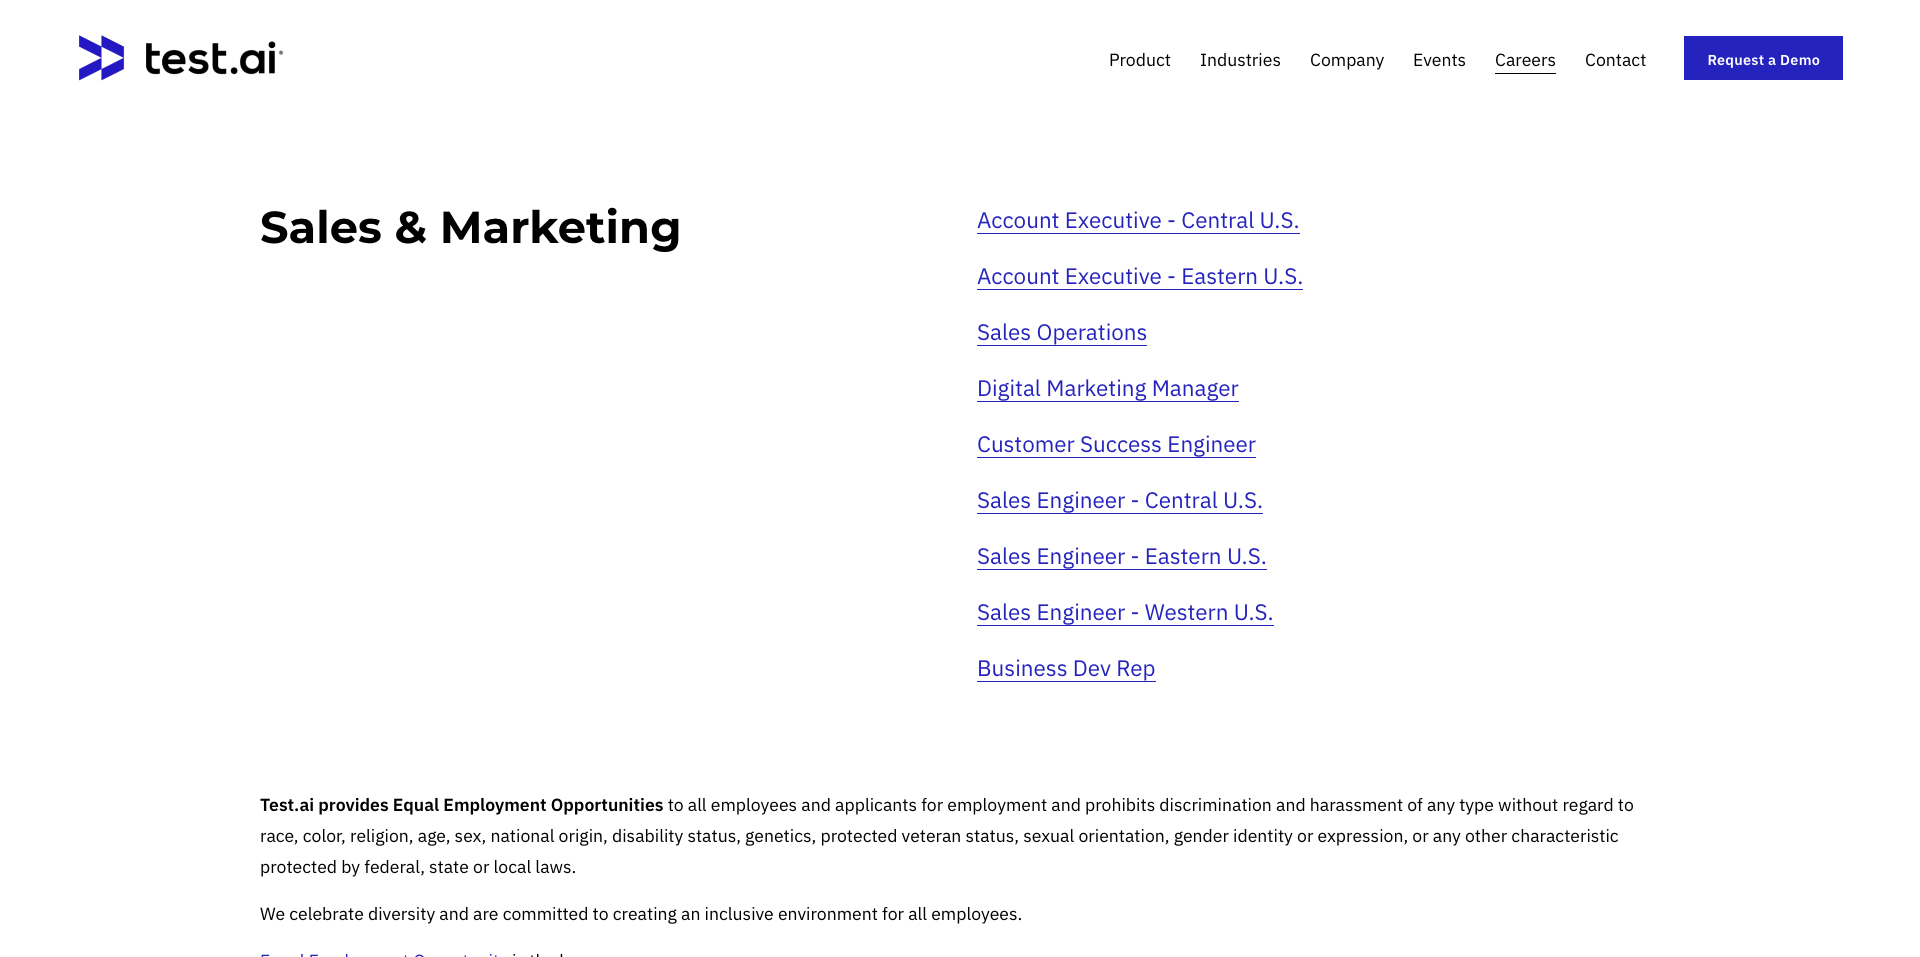 test.ai
Product
Industries
Company
Events
Careers
Contact
Request a Demo
Sales & Marketing
Account Executive - Central U.S.
Account Executive - Eastern U.S.
Sales Operations
Digital Marketing Manager
Customer Success Engineer
Sales Engineer - Central U.S.
Sales Engineer - Eastern U.S.
Sales Engineer - Western U.S.
Business Dev Rep
Test.ai provides Equal Employment Opportunities to all employees and applicants for employment and prohibits discrimination and harassment of any type without regard to
race, color, religion, age, sex, national origin, disability status, genetics, protected veteran status, sexual orientation, gender identity or expression, or any other characteristic
protected by federal, state or local laws.
We celebrate diversity and are committed to creating an inclusive environment for all employees.